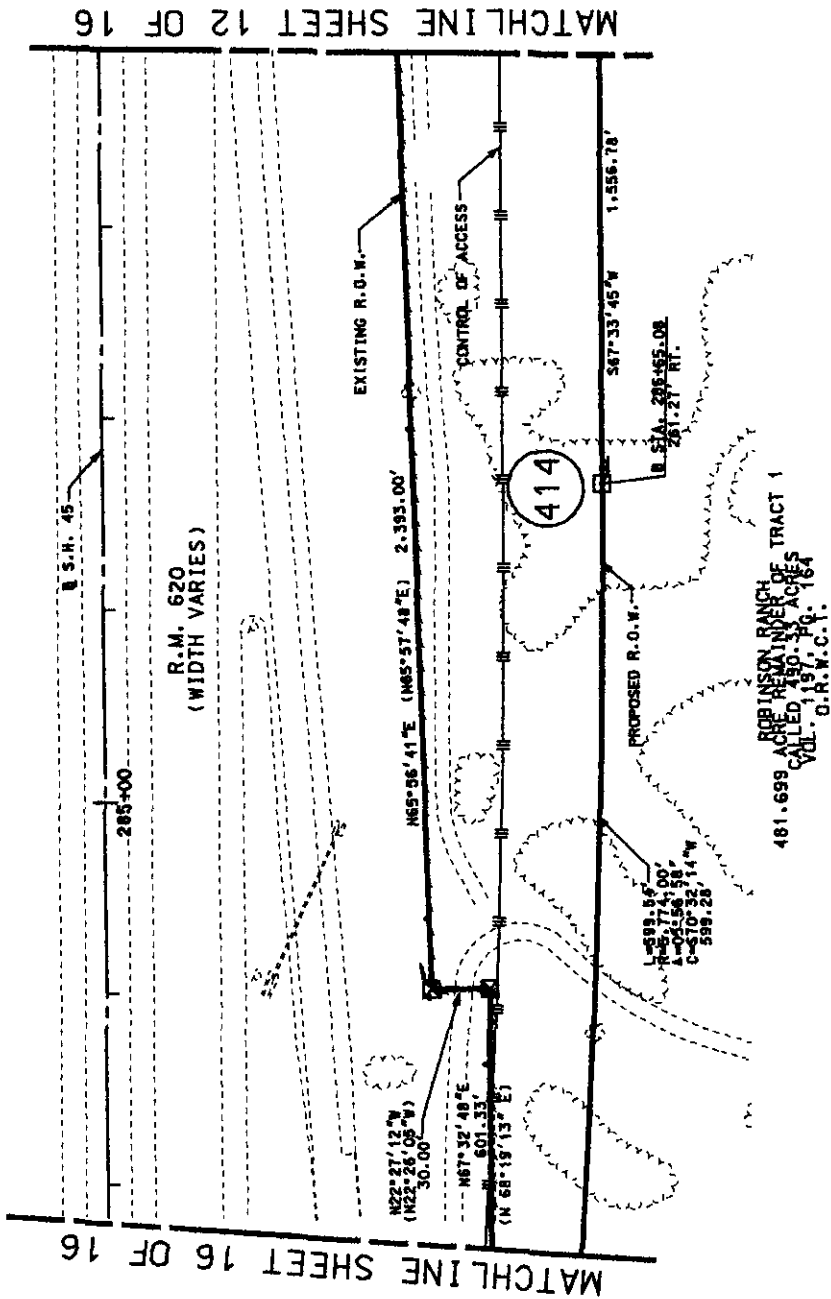 MATCHLINE SHEET 12 OF 16
MATCHLINE SHEET 16 OF 16
℄ S.H. 45
285+00
R.M. 620
(WIDTH VARIES)
EXISTING R.O.W.
CONTROL OF ACCESS
N65°56'41"E (N65°57'48"E) 2,393.00'
N22°27'12"W
(N22°26'05"W)
30.00'
N67°32'48"E
601.33'
(N 68°19'13" E)
414
S67°33'45"W
1,556.78'
STA. 286+65.08
261.27' RT.
PROPOSED R.O.W.
L=599.54'
R=5,774.00'
Δ=05°56'58"
C=S70°32'14"W
599.28'
ROBINSON RANCH
481.699 ACRE REMAINDER OF TRACT 1
CALLED 490.33 ACRES
VOL. 1197, PG. 164
O.R.W.C.T.